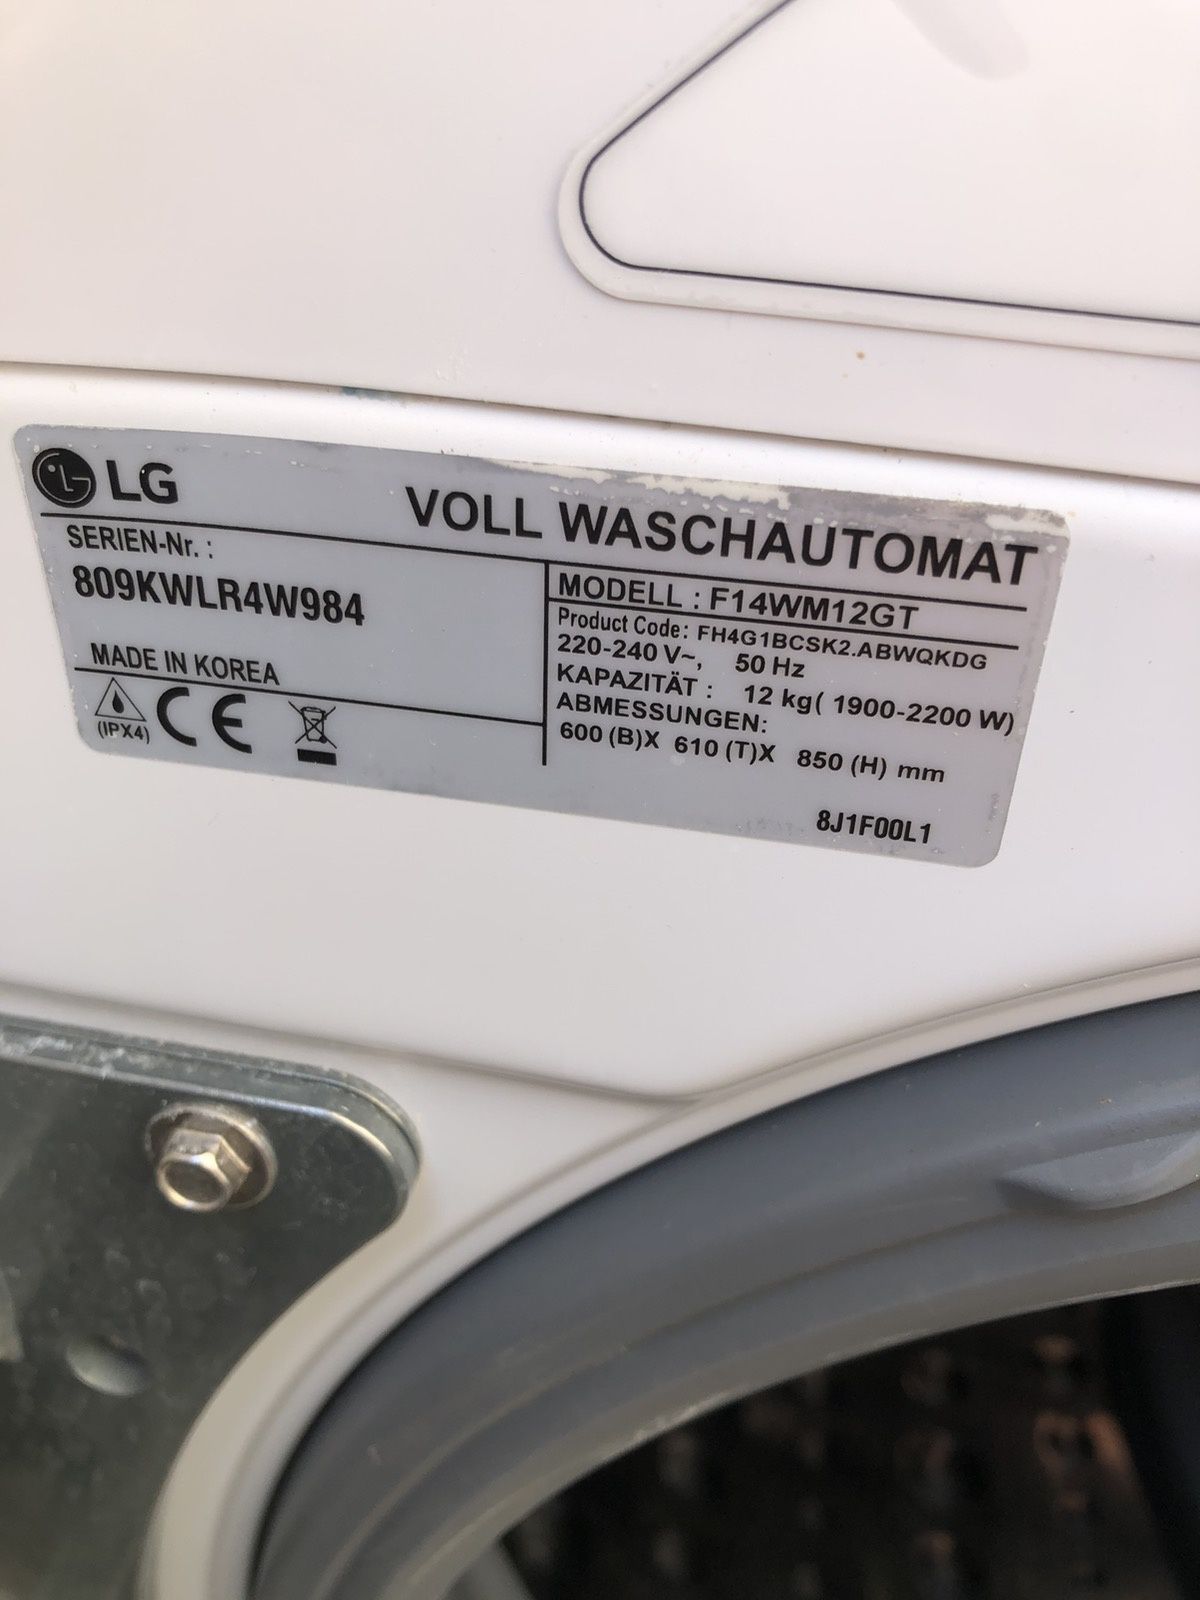 LG
VOLL WASCHAUTOMAT
SERIEN-Nr. :
809KWLR4W984
MADE IN KOREA
(IPX4)
CE
MODELL : F14WM12GT
Product Code: FH4G1BCSK2.ABWQKDG
220-240 V~, 50 Hz
KAPAZITÄT : 12 kg( 1900-2200 W)
ABMESSUNGEN:
600 (B)X 610 (T)X 850 (H) mm
8J1F00L1